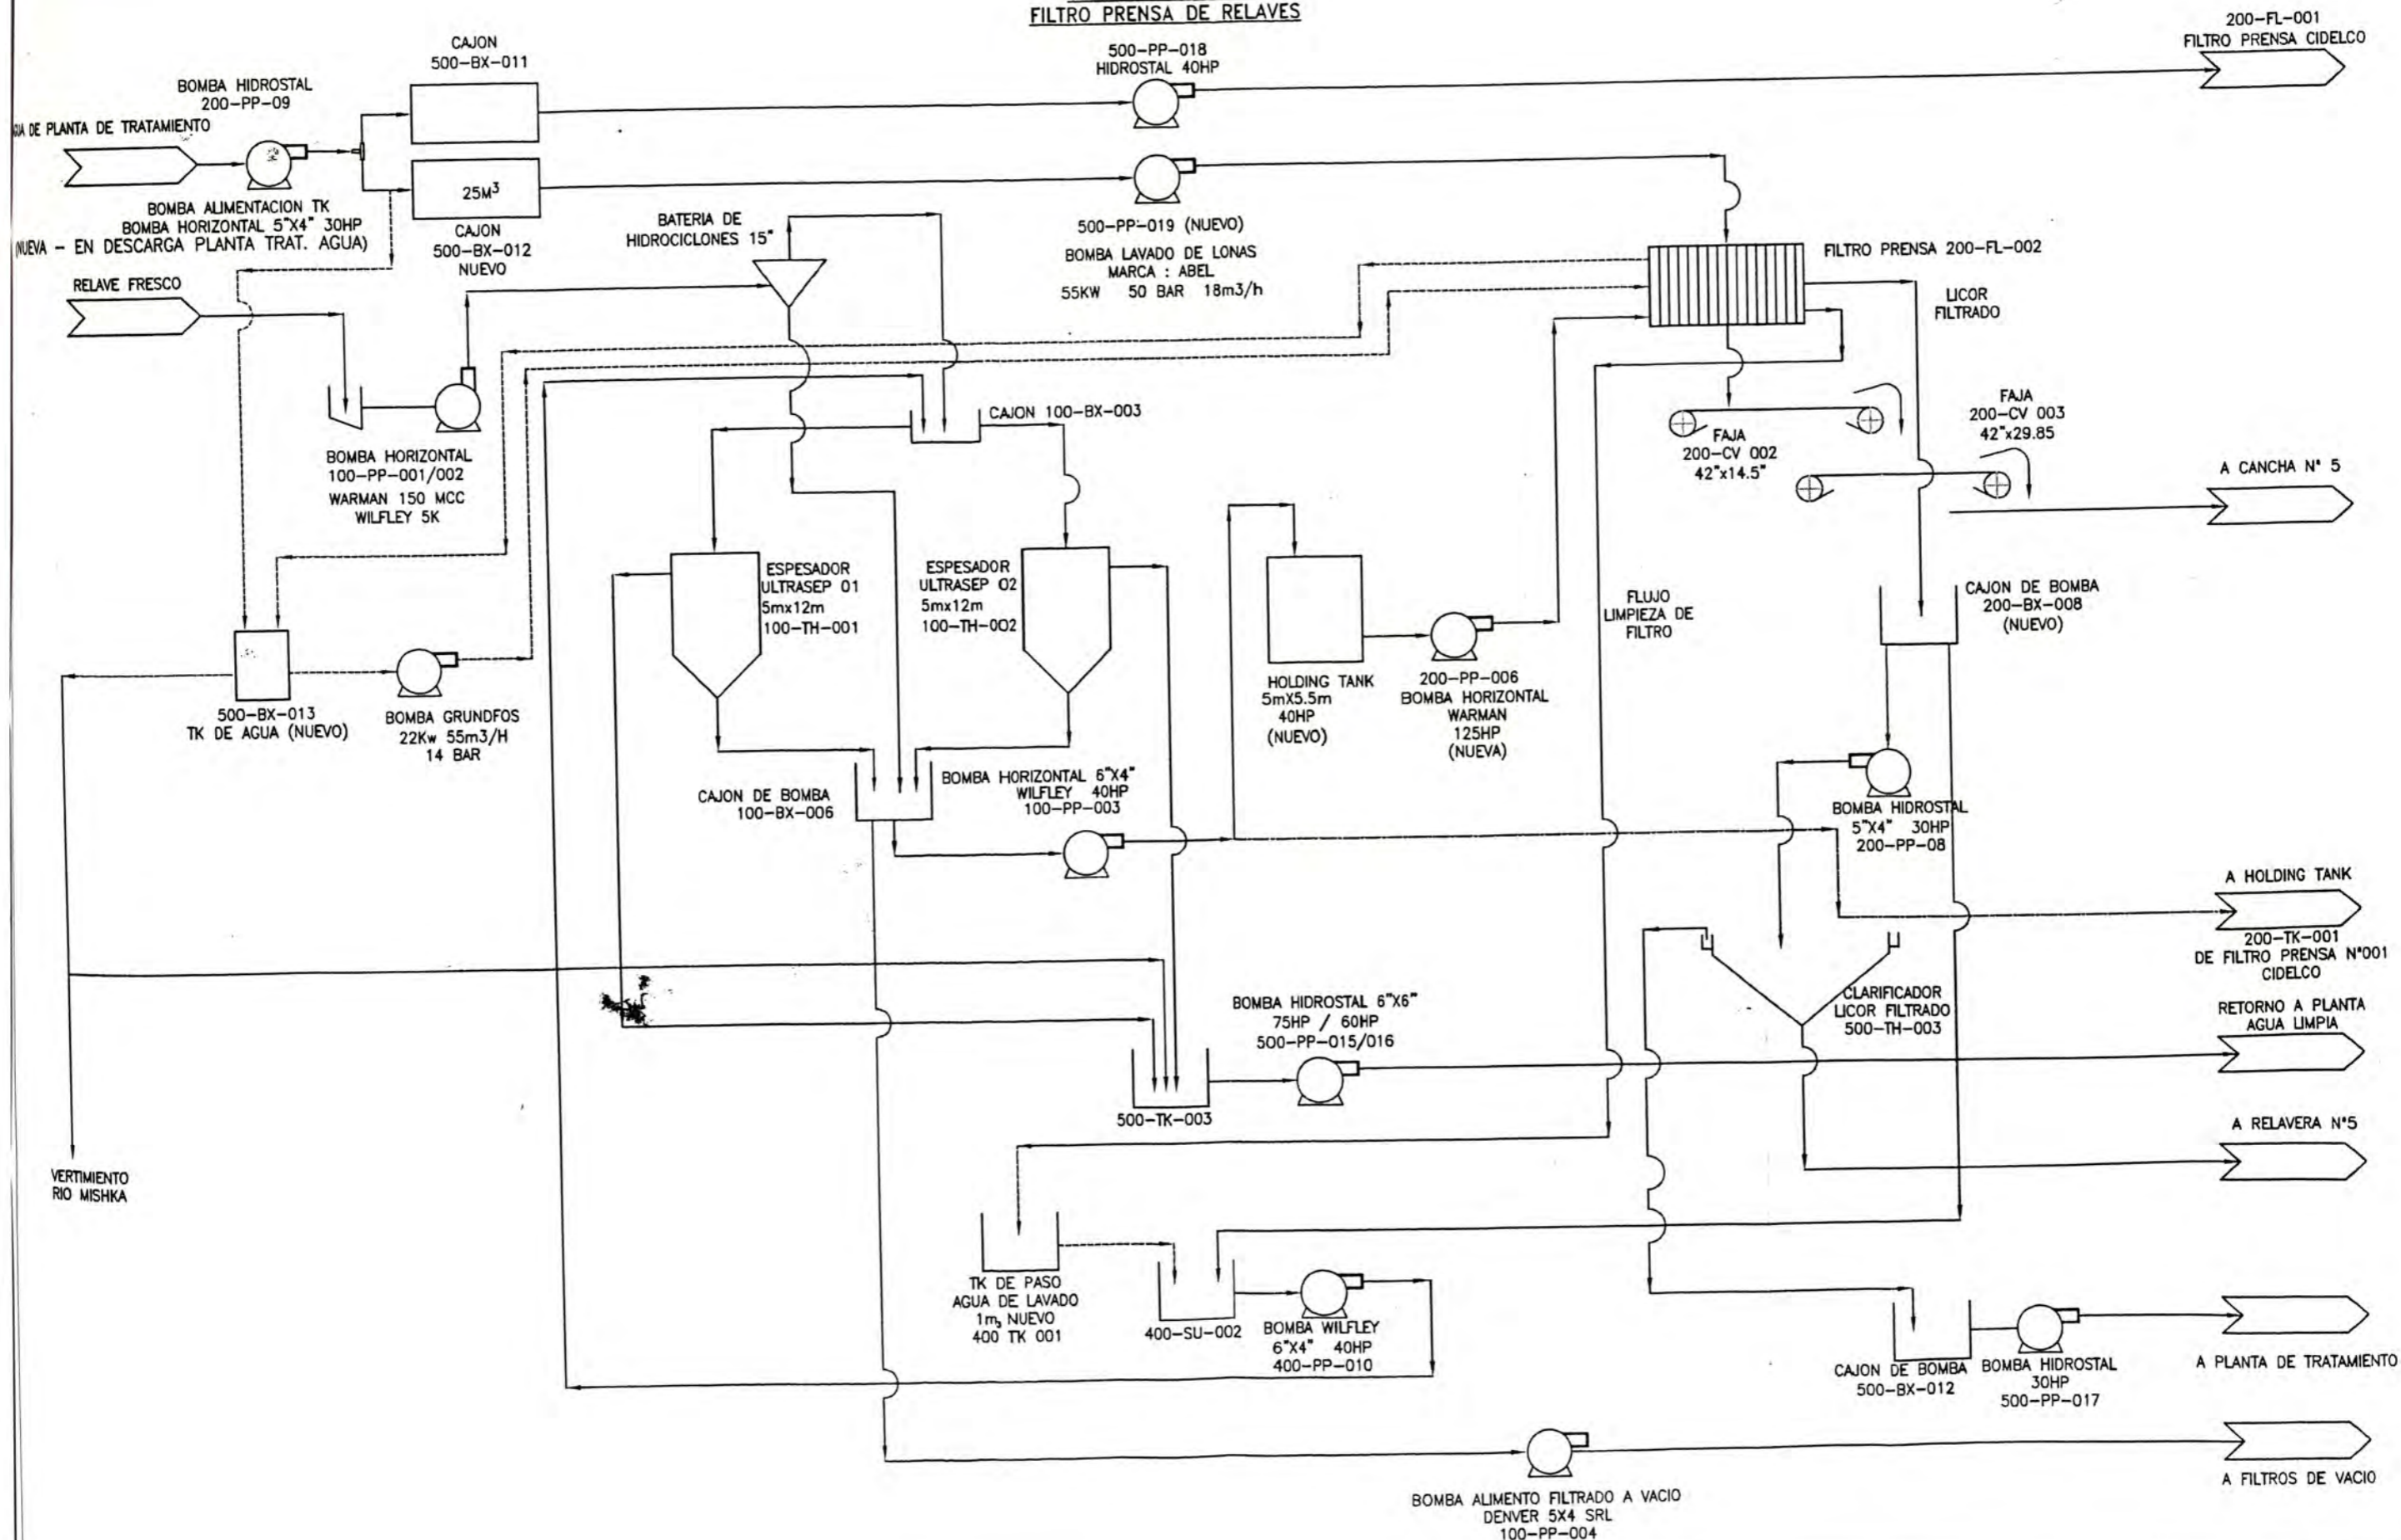 FILTRO PRENSA DE RELAVES
200-FL-001
FILTRO PRENSA CIDELCO
CAJON
500-BX-011
500-PP-018
HIDROSTAL 40HP
BOMBA HIDROSTAL
200-PP-09
DE PLANTA DE TRATAMIENTO
25M3
BOMBA ALIMENTACION TK
BOMBA HORIZONTAL 5"X4" 30HP
(NUEVA - EN DESCARGA PLANTA TRAT. AGUA)
CAJON
500-BX-012
NUEVO
BATERIA DE
HIDROCICLONES 15"
500-PP-019 (NUEVO)
BOMBA LAVADO DE LONAS
MARCA : ABEL
55KW 50 BAR 18m3/h
FILTRO PRENSA 200-FL-002
LICOR
FILTRADO
RELAVE FRESCO
BOMBA HORIZONTAL
100-PP-001/002
WARMAN 150 MCC
WILFLEY 5K
CAJON 100-BX-003
FAJA
200-CV 002
42"x14.5"
FAJA
200-CV 003
42"x29.85
A CANCHA N° 5
ESPESADOR
ULTRASEP 01
5mx12m
100-TH-001
ESPESADOR
ULTRASEP 02
5mx12m
100-TH-002
FLUJO
LIMPIEZA DE
FILTRO
CAJON DE BOMBA
200-BX-008
(NUEVO)
500-BX-013
TK DE AGUA (NUEVO)
BOMBA GRUNDFOS
22Kw 55m3/H
14 BAR
HOLDING TANK
5mX5.5m
40HP
(NUEVO)
200-PP-006
BOMBA HORIZONTAL
WARMAN
125HP
(NUEVA)
CAJON DE BOMBA
100-BX-006
BOMBA HORIZONTAL 6"X4"
WILFLEY 40HP
100-PP-003
BOMBA HIDROSTAL
5"X4" 30HP
200-PP-08
A HOLDING TANK
200-TK-001
DE FILTRO PRENSA N°001
CIDELCO
CLARIFICADOR
LICOR FILTRADO
500-TH-003
BOMBA HIDROSTAL 6"X6"
75HP / 60HP
500-PP-015/016
RETORNO A PLANTA
AGUA LIMPIA
500-TK-003
A RELAVERA N°5
VERTIMIENTO
RIO MISHKA
TK DE PASO
AGUA DE LAVADO
1m3 NUEVO
400 TK 001
400-SU-002
BOMBA WILFLEY
6"X4" 40HP
400-PP-010
CAJON DE BOMBA
500-BX-012
BOMBA HIDROSTAL
30HP
500-PP-017
A PLANTA DE TRATAMIENTO
A FILTROS DE VACIO
BOMBA ALIMENTO FILTRADO A VACIO
DENVER 5X4 SRL
100-PP-004